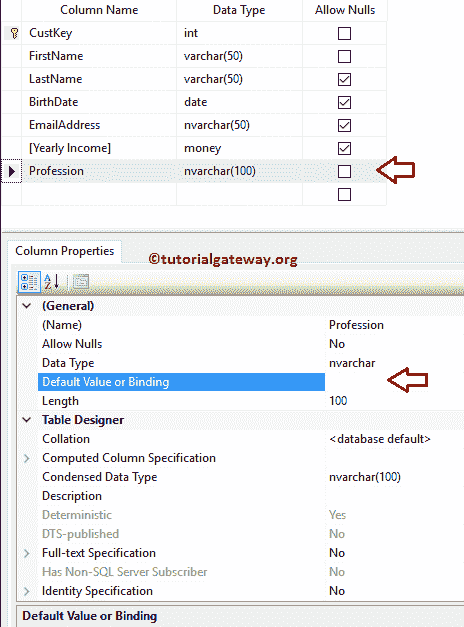 Column Name Data Type Allow Nulls
CustKey int
FirstName varchar(50)
LastName varchar(50)
BirthDate date
EmailAddress nvarchar(50)
[Yearly Income] money
Profession nvarchar(100)
Column Properties
©tutorialgateway.org
(General)
(Name) Profession
Allow Nulls No
Data Type nvarchar
Default Value or Binding
Length 100
Table Designer
Collation <database default>
Computed Column Specification
Condensed Data Type nvarchar(100)
Description
Deterministic Yes
DTS-published No
Full-text Specification No
Has Non-SQL Server Subscriber No
Identity Specification No
Default Value or Binding